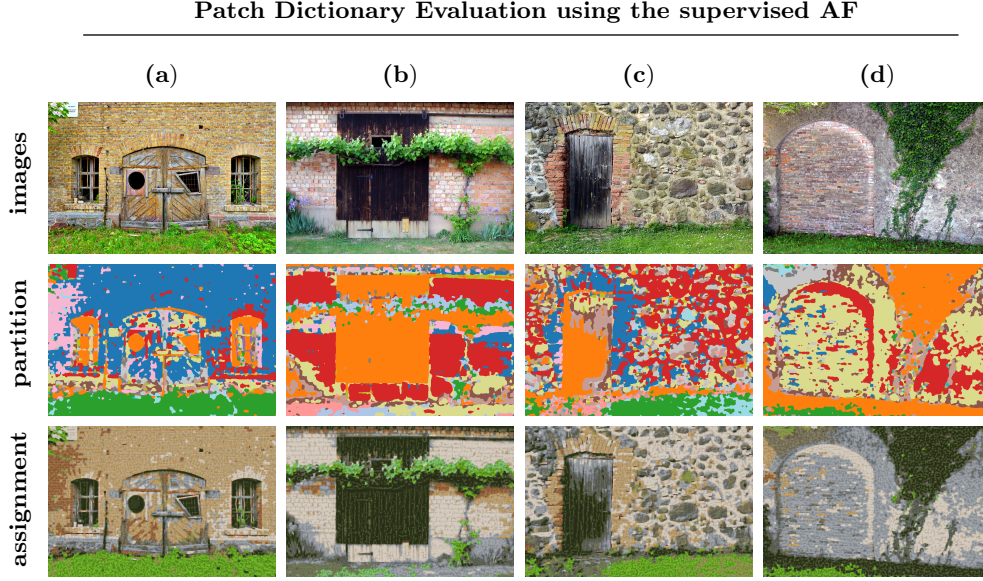 Patch Dictionary Evaluation using the supervised AF
(a) (b) (c) (d)
images
partition
assignment